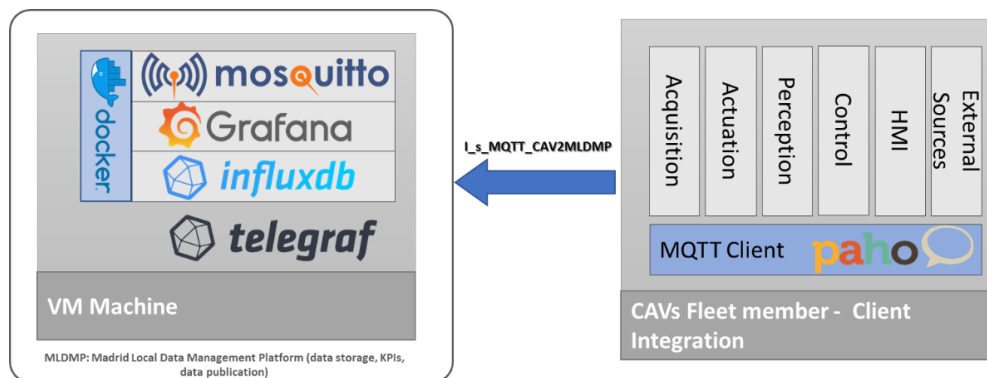 docker
mosquitto
Grafana
influxdb
telegraf
VM Machine
MLDMP: Madrid Local Data Management Platform (data storage, KPIs,
data publication)
I_s_MQTT_CAV2MLDMP
Acquisition
Actuation
Perception
Control
HMI
External
Sources
MQTT Client paho
CAVs Fleet member - Client
Integration